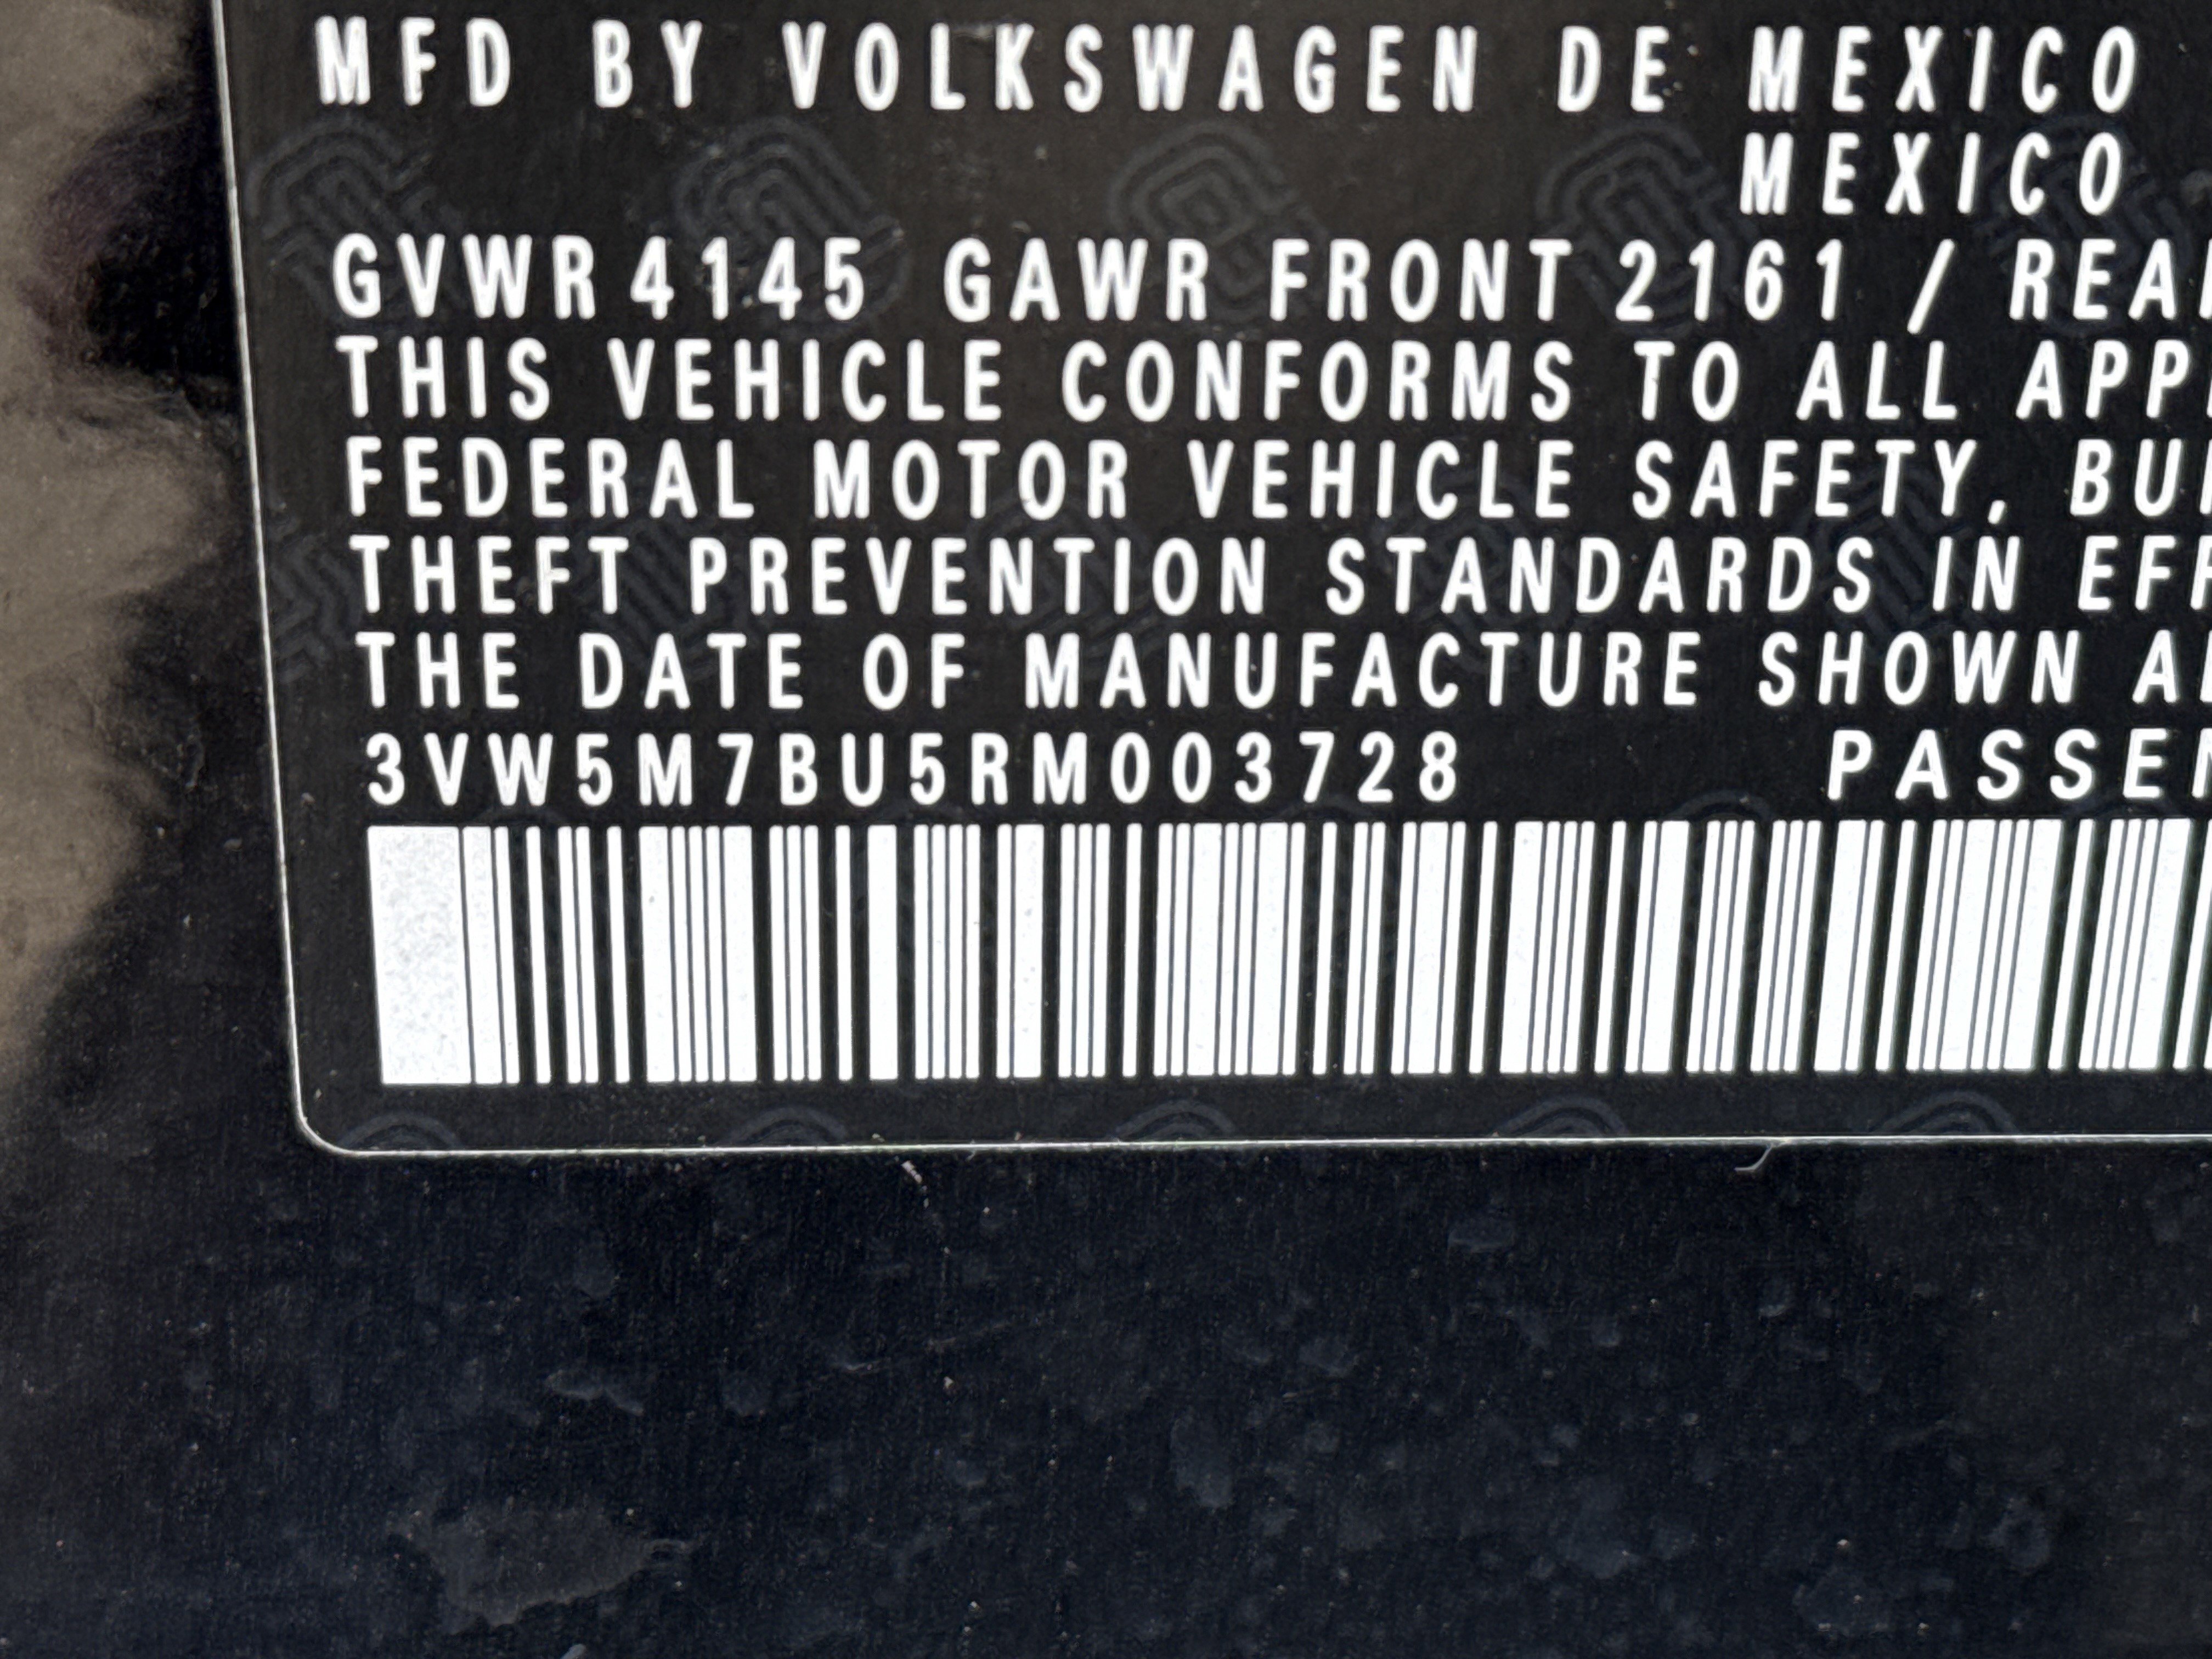 MFD BY VOLKSWAGEN DE MEXICO
MEXICO
GVWR 4145 GAWR FRONT 2161 /
THIS VEHICLE CONFORMS TO ALL
FEDERAL MOTOR VEHICLE SAFETY,
THEFT PREVENTION STANDARDS IN
THE DATE OF MANUFACTURE SHOWN
3VW5M7BU5RM003728